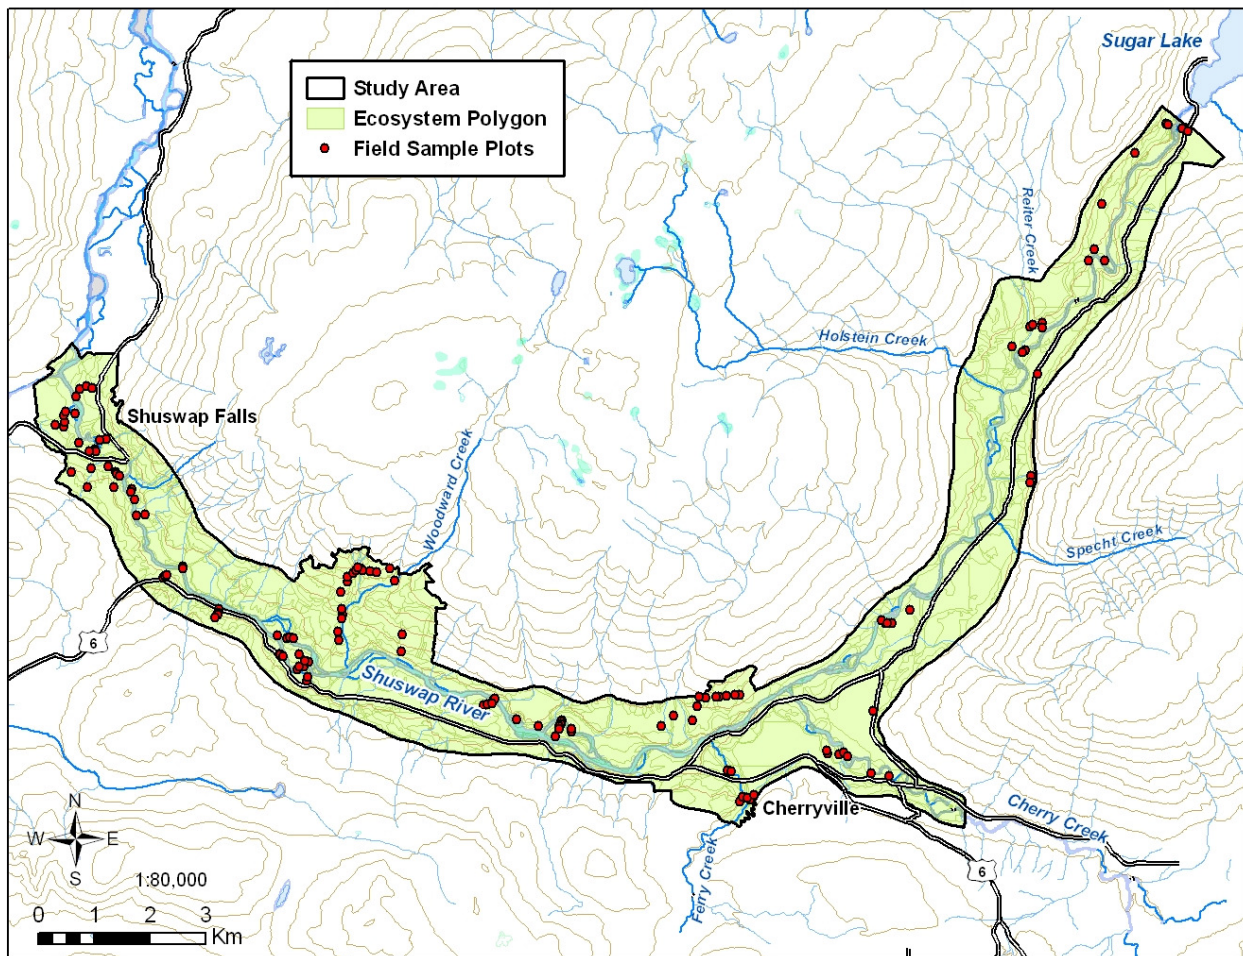 Sugar Lake
Study Area
Ecosystem Polygon
Field Sample Plots
Reiter Creek
Holstein Creek
Shuswap Falls
Woodward Creek
Specht Creek
6
Shuswap River
Cherryville
Cherry Creek
Ferry Creek
6
N
W E
S
1:80,000
0 1 2 3
Km